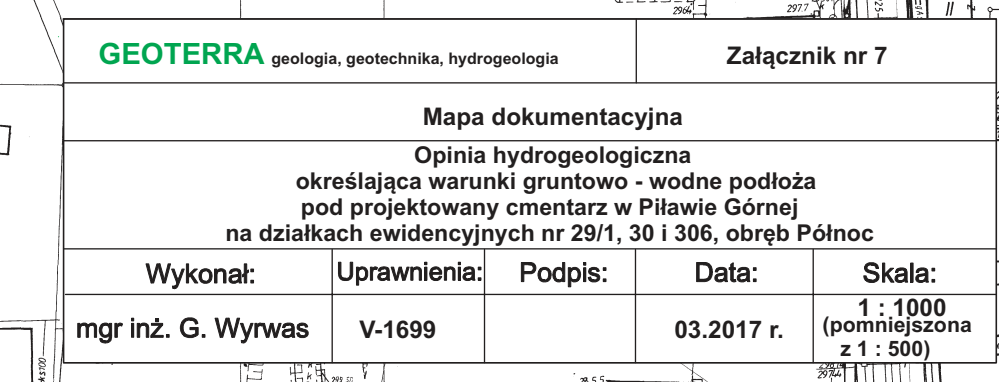 2964
2977
GEOTERRA geologia, geotechnika, hydrogeologia
Załącznik nr 7
Mapa dokumentacyjna
Opinia hydrogeologiczna
określająca warunki gruntowo - wodne podłoża
pod projektowany cmentarz w Piławie Górnej
na działkach ewidencyjnych nr 29/1, 30 i 306, obręb Północ
Wykonał:
Uprawnienia:
Podpis:
Data:
Skala:
mgr inż. G. Wyrwas
V-1699
03.2017 r.
1 : 1000
(pomniejszona
z 1 : 500)